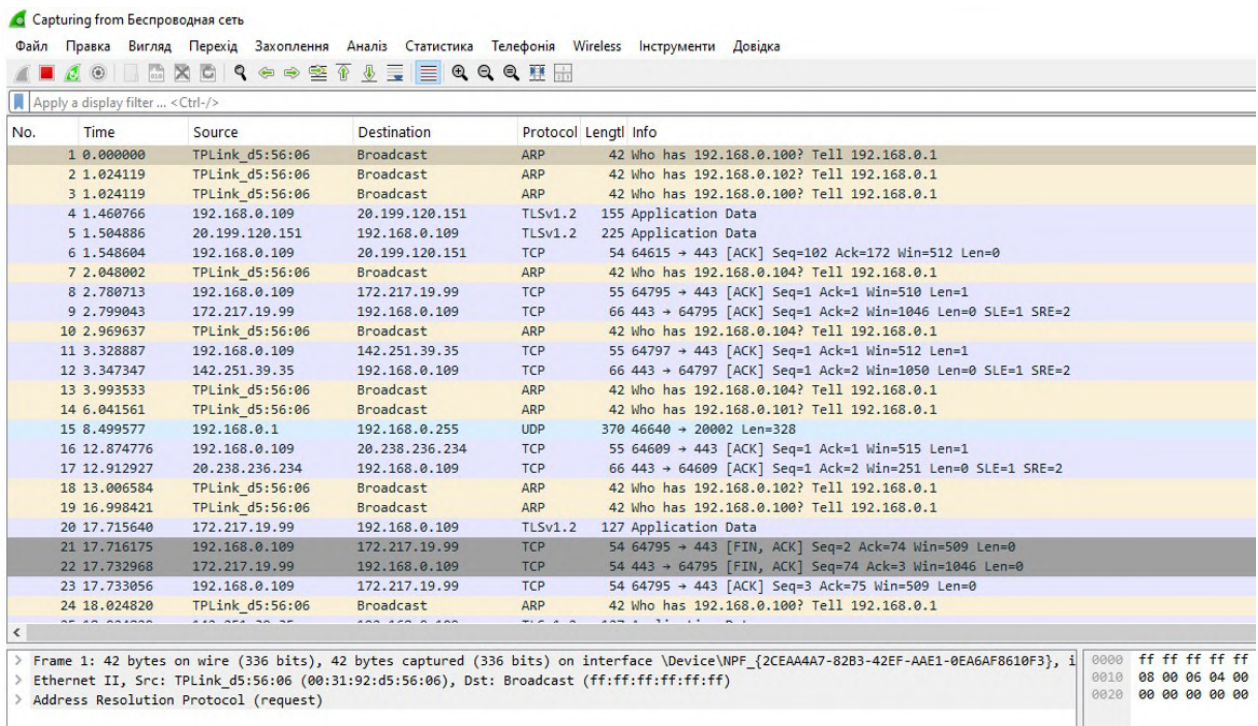 Capturing from Беспроводная сеть
Файл Правка Вигляд Перехід Захоплення Аналіз Статистика Телефонія Wireless Інструменти Довідка
Apply a display filter ... <Ctrl-/>
No. Time Source Destination Protocol Lengtl Info
1 0.000000 TPLink_d5:56:06 Broadcast ARP 42 Who has 192.168.0.100? Tell 192.168.0.1
2 1.024119 TPLink_d5:56:06 Broadcast ARP 42 Who has 192.168.0.102? Tell 192.168.0.1
3 1.024119 TPLink_d5:56:06 Broadcast ARP 42 Who has 192.168.0.100? Tell 192.168.0.1
4 1.460766 192.168.0.109 20.199.120.151 TLSv1.2 155 Application Data
5 1.504886 20.199.120.151 192.168.0.109 TLSv1.2 225 Application Data
6 1.548604 192.168.0.109 20.199.120.151 TCP 54 64615 → 443 [ACK] Seq=102 Ack=172 Win=512 Len=0
7 2.048002 TPLink_d5:56:06 Broadcast ARP 42 Who has 192.168.0.104? Tell 192.168.0.1
8 2.780713 192.168.0.109 172.217.19.99 TCP 55 64795 → 443 [ACK] Seq=1 Ack=1 Win=510 Len=1
9 2.799043 172.217.19.99 192.168.0.109 TCP 66 443 → 64795 [ACK] Seq=1 Ack=2 Win=1046 Len=0 SLE=1 SRE=2
10 2.969637 TPLink_d5:56:06 Broadcast ARP 42 Who has 192.168.0.104? Tell 192.168.0.1
11 3.328887 192.168.0.109 142.251.39.35 TCP 55 64797 → 443 [ACK] Seq=1 Ack=1 Win=512 Len=1
12 3.347347 142.251.39.35 192.168.0.109 TCP 66 443 → 64797 [ACK] Seq=1 Ack=2 Win=1050 Len=0 SLE=1 SRE=2
13 3.993533 TPLink_d5:56:06 Broadcast ARP 42 Who has 192.168.0.104? Tell 192.168.0.1
14 6.041561 TPLink_d5:56:06 Broadcast ARP 42 Who has 192.168.0.101? Tell 192.168.0.1
15 8.499577 192.168.0.1 192.168.0.255 UDP 370 46640 → 20002 Len=328
16 12.874776 192.168.0.109 20.238.236.234 TCP 55 64609 → 443 [ACK] Seq=1 Ack=1 Win=515 Len=1
17 12.912927 20.238.236.234 192.168.0.109 TCP 66 443 → 64609 [ACK] Seq=1 Ack=2 Win=251 Len=0 SLE=1 SRE=2
18 13.006584 TPLink_d5:56:06 Broadcast ARP 42 Who has 192.168.0.102? Tell 192.168.0.1
19 16.998421 TPLink_d5:56:06 Broadcast ARP 42 Who has 192.168.0.100? Tell 192.168.0.1
20 17.715640 172.217.19.99 192.168.0.109 TLSv1.2 127 Application Data
21 17.716175 192.168.0.109 172.217.19.99 TCP 54 64795 → 443 [FIN, ACK] Seq=2 Ack=74 Win=509 Len=0
22 17.732968 172.217.19.99 192.168.0.109 TCP 54 443 → 64795 [FIN, ACK] Seq=74 Ack=3 Win=1046 Len=0
23 17.733056 192.168.0.109 172.217.19.99 TCP 54 64795 → 443 [ACK] Seq=3 Ack=75 Win=509 Len=0
24 18.024820 TPLink_d5:56:06 Broadcast ARP 42 Who has 192.168.0.100? Tell 192.168.0.1
Frame 1: 42 bytes on wire (336 bits), 42 bytes captured (336 bits) on interface \Device\NPF_{2CEAA4A7-82B3-42EF-AAE1-0EA6AF8610F3}, i
Ethernet II, Src: TPLink_d5:56:06 (00:31:92:d5:56:06), Dst: Broadcast (ff:ff:ff:ff:ff:ff)
Address Resolution Protocol (request)
0000 ff ff ff ff ff
0010 08 00 06 04 00
0020 00 00 00 00 00